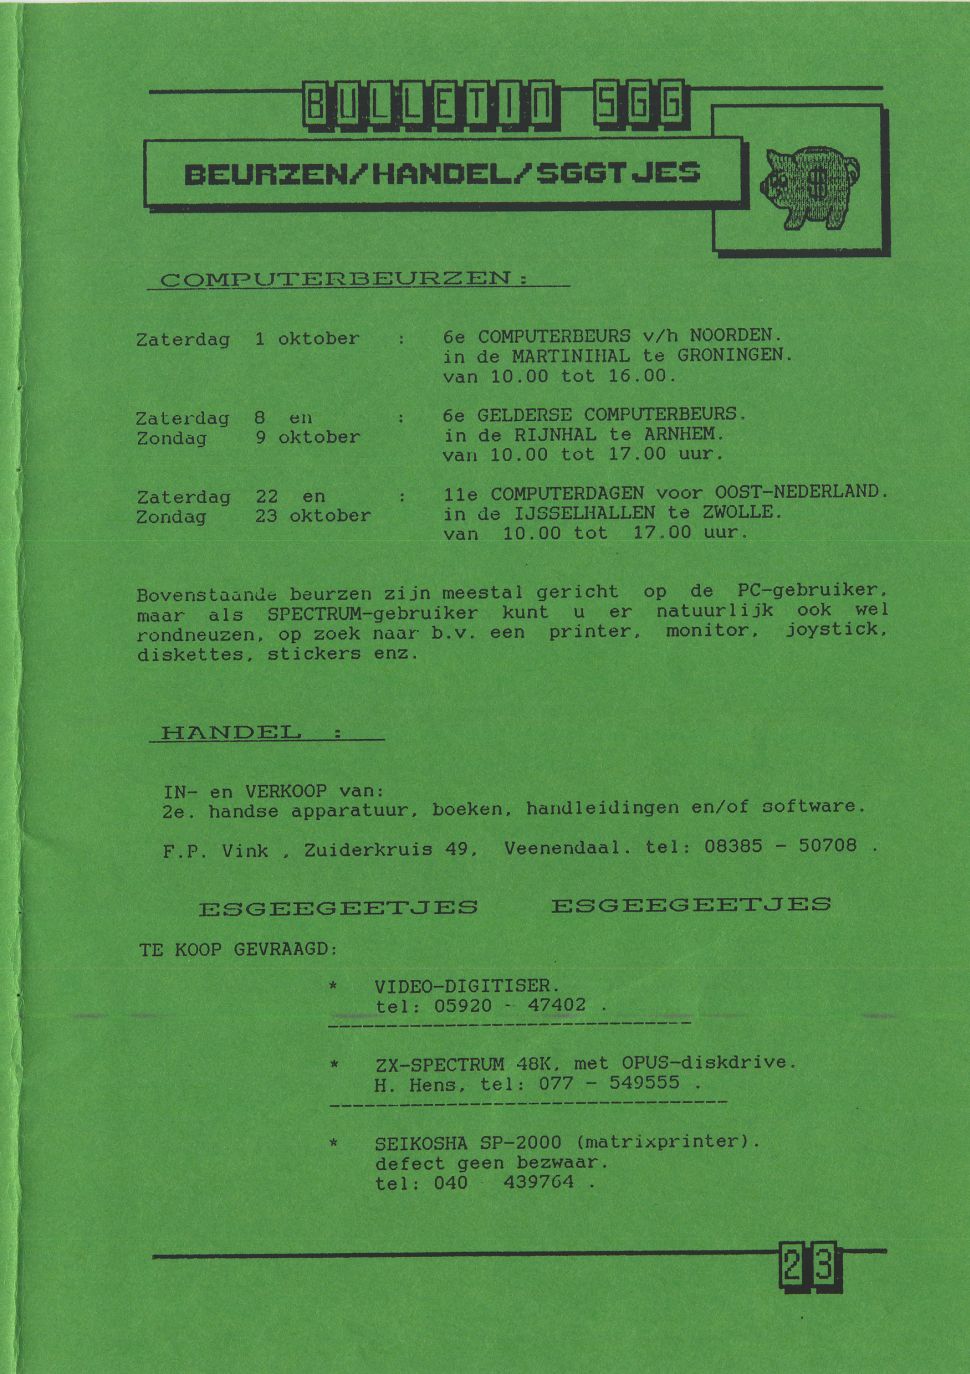 BULLETIN SGG
BEURZEN/HANDEL/SGGTJES
COMPUTERBEURZEN :
Zaterdag 1 oktober : 6e COMPUTERBEURS v/h NOORDEN.
in de MARTINIHAL te GRONINGEN.
van 10.00 tot 16.00.
Zaterdag 8 en : 6e GELDERSE COMPUTERBEURS.
Zondag 9 oktober in de RIJNHAL te ARNHEM.
van 10.00 tot 17.00 uur.
Zaterdag 22 en : 11e COMPUTERDAGEN voor OOST-NEDERLAND.
Zondag 23 oktober in de IJSSELHALLEN te ZWOLLE.
van 10.00 tot 17.00 uur.
Bovenstaande beurzen zijn meestal gericht op de PC-gebruiker,
maar als SPECTRUM-gebruiker kunt u er natuurlijk ook wel
rondneuzen, op zoek naar b.v. een printer, monitor, joystick,
diskettes, stickers enz.
HANDEL :
IN- en VERKOOP van:
2e. handse apparatuur, boeken, handleidingen en/of software.
F.P. Vink , Zuiderkruis 49, Veenendaal. tel: 08385 - 50708 .
ESGEEGEETJES ESGEEGEETJES
TE KOOP GEVRAAGD:
* VIDEO-DIGITISER.
tel: 05920 - 47402 .
-------------------------------
* ZX-SPECTRUM 48K, met OPUS-diskdrive.
H. Hens, tel: 077 - 549555 .
----------------------------------
* SEIKOSHA SP-2000 (matrixprinter).
defect geen bezwaar.
tel: 040 439764 .
23